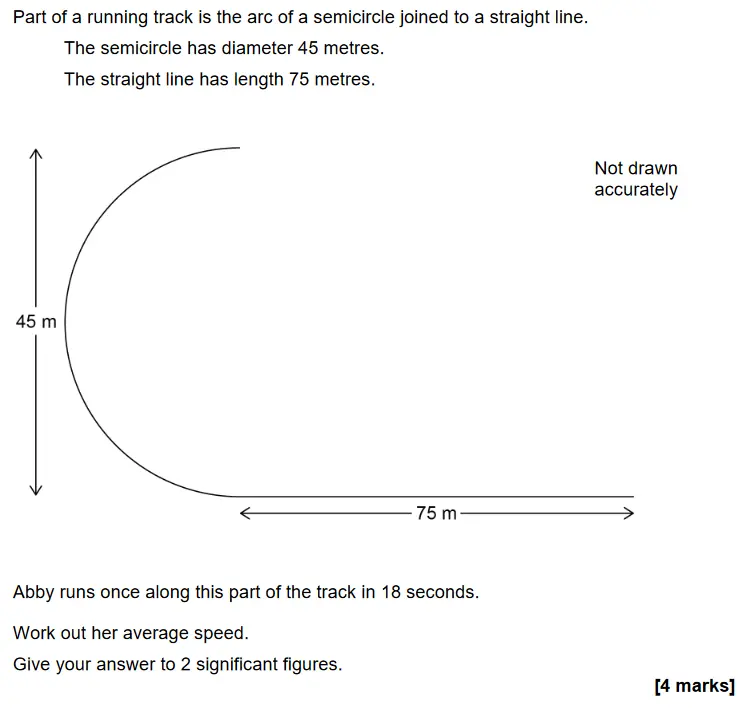 Part of a running track is the arc of a semicircle joined to a straight line.
The semicircle has diameter 45 metres.
The straight line has length 75 metres.
Not drawn
accurately
45 m
75 m
Abby runs once along this part of the track in 18 seconds.
Work out her average speed.
Give your answer to 2 significant figures.
[4 marks]